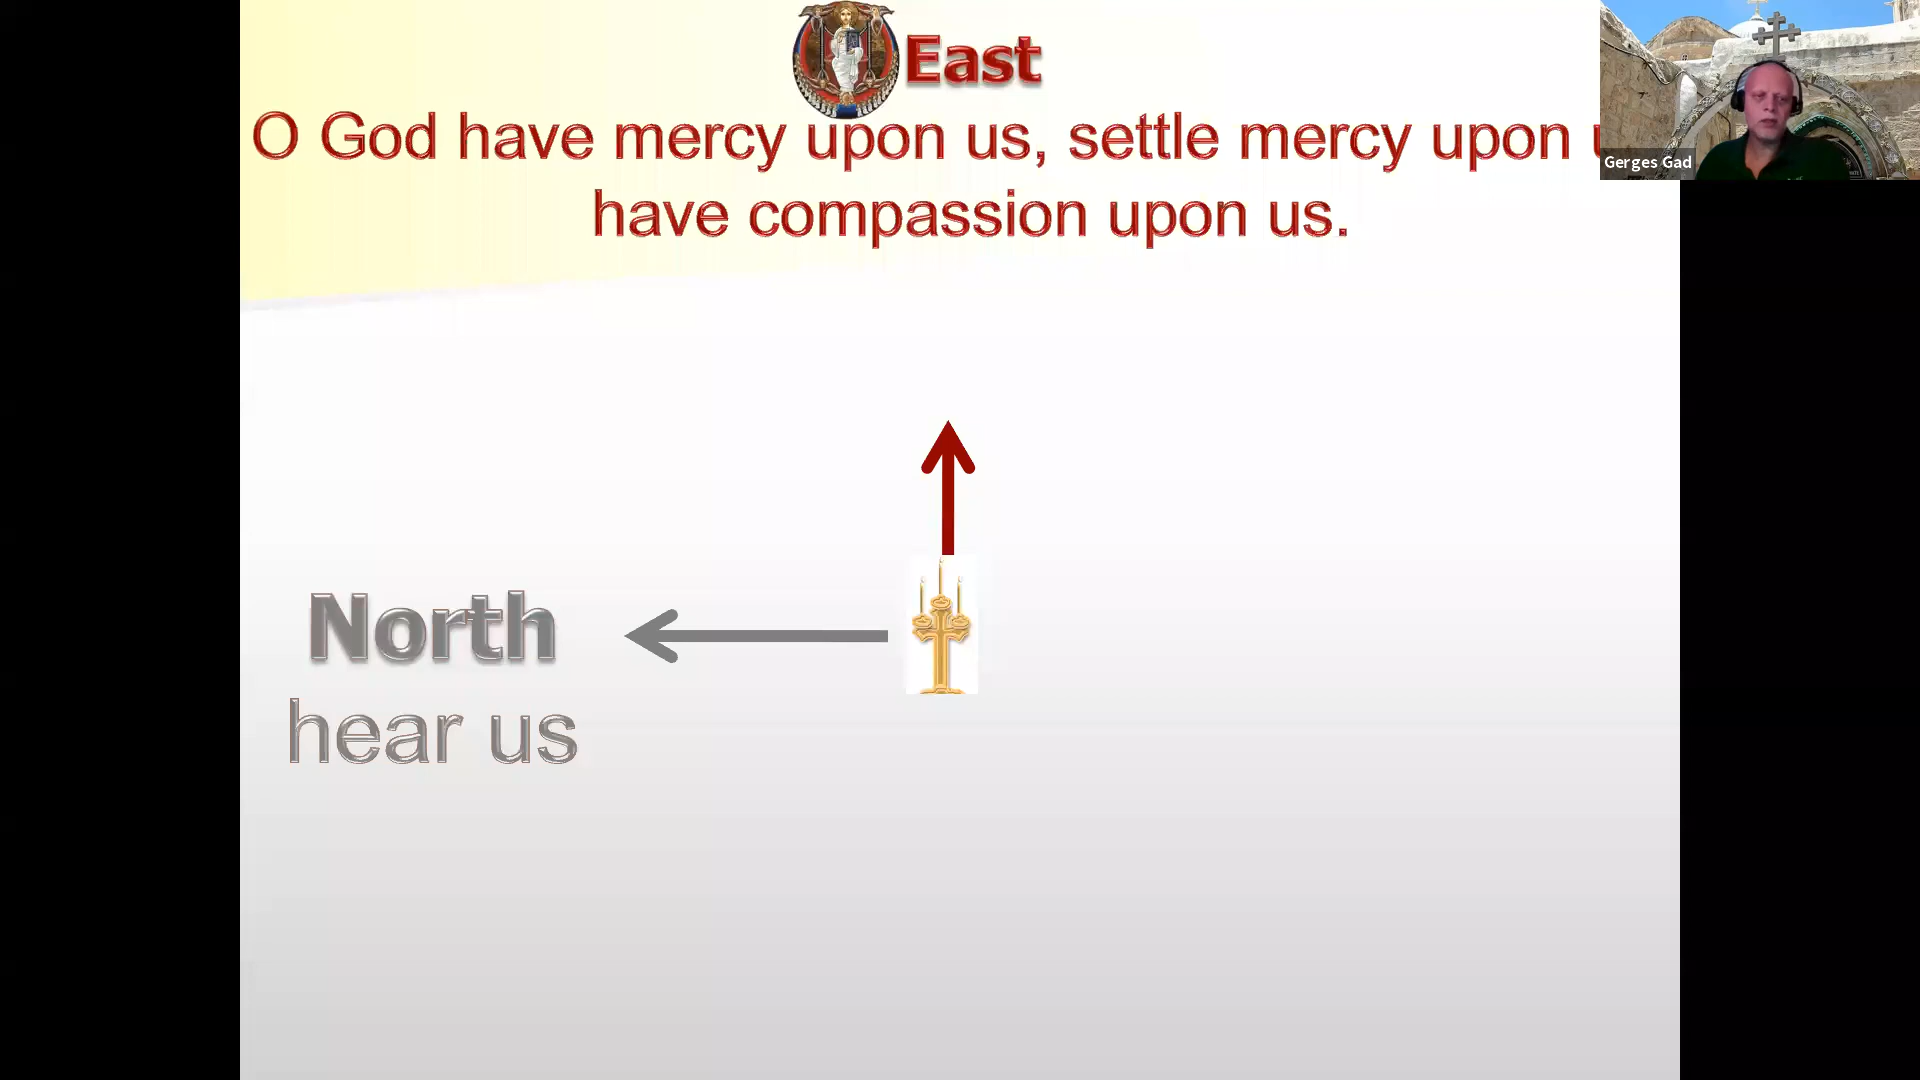 East
O God have mercy upon us, settle mercy upon
have compassion upon us.
Gerges Gad
North
hear us